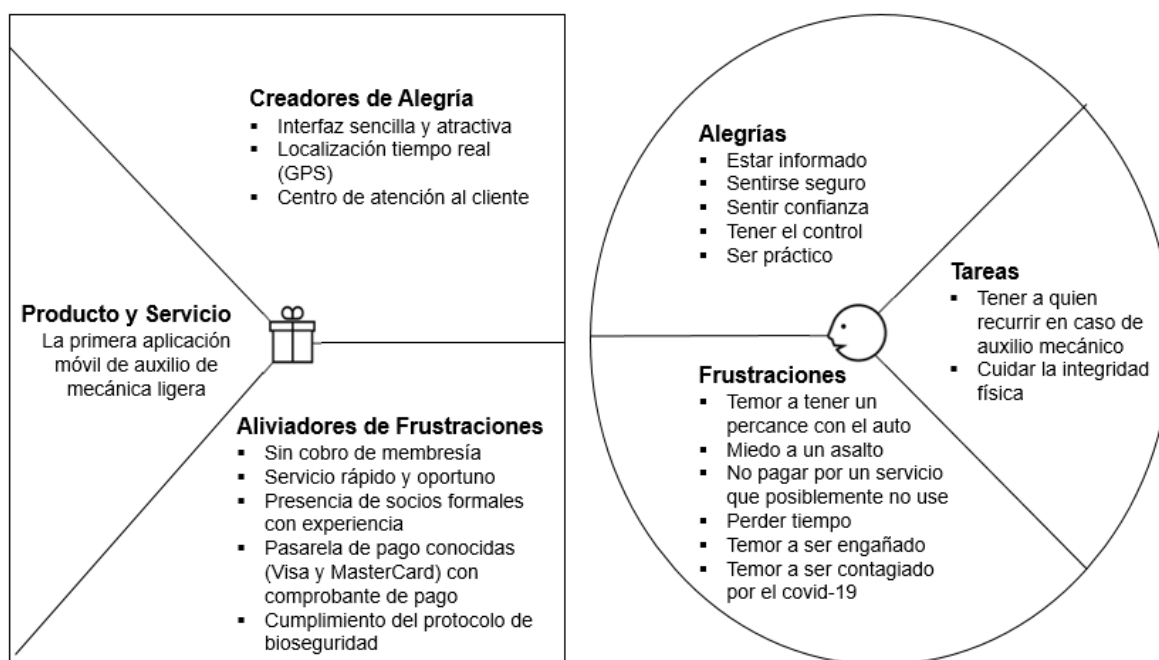 Creadores de Alegría
▪ Interfaz sencilla y atractiva
▪ Localización tiempo real
(GPS)
▪ Centro de atención al cliente
Producto y Servicio
La primera aplicación
móvil de auxilio de
mecánica ligera
Aliviadores de Frustraciones
▪ Sin cobro de membresía
▪ Servicio rápido y oportuno
▪ Presencia de socios formales
con experiencia
▪ Pasarela de pago conocidas
(Visa y MasterCard) con
comprobante de pago
▪ Cumplimiento del protocolo de
bioseguridad
Alegrías
▪ Estar informado
▪ Sentirse seguro
▪ Sentir confianza
▪ Tener el control
▪ Ser práctico
Tareas
▪ Tener a quien
recurrir en caso de
auxilio mecánico
▪ Cuidar la integridad
física
Frustraciones
▪ Temor a tener un
percance con el auto
▪ Miedo a un asalto
▪ No pagar por un servicio
que posiblemente no use
▪ Perder tiempo
▪ Temor a ser engañado
▪ Temor a ser contagiado
por el covid-19